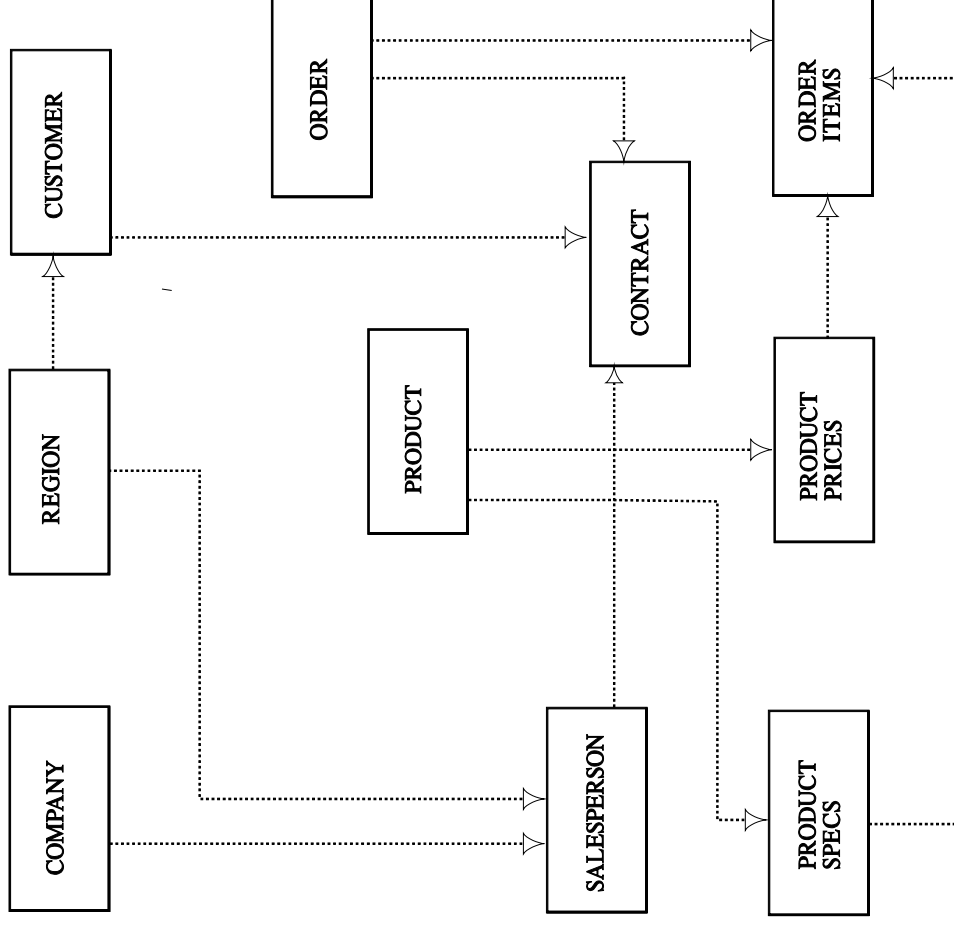 COMPANY
REGION
CUSTOMER
ORDER
PRODUCT
SALESPERSON
CONTRACT
PRODUCT
SPECS
PRODUCT
PRICES
ORDER
ITEMS